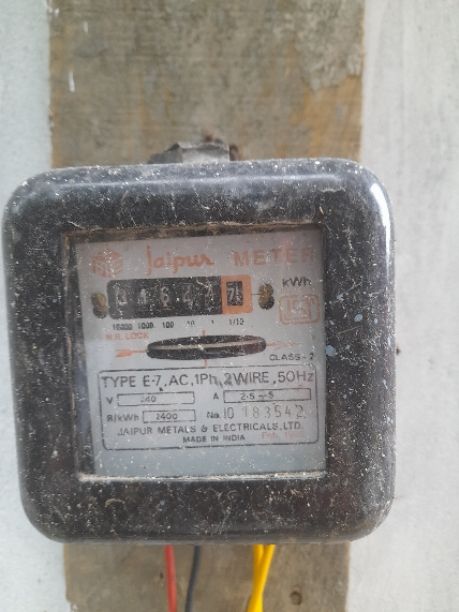 Jaipur METER
kWh
10000 1000 100 10 1 1/10
R.R. LOCK
CLASS-2
TYPE E-7, AC, 1Ph, 2WIRE, 50Hz
V 240 A 2.5-5
R/kWh 2400 No. 10 183542
JAIPUR METALS & ELECTRICALS, LTD.
MADE IN INDIA